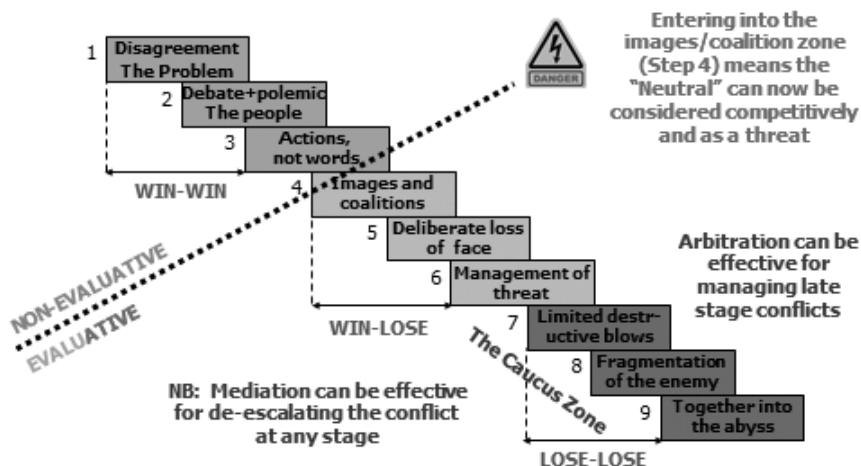 1
Disagreement
The Problem
2
Debate+polemic
The people
3
Actions,
not words
WIN-WIN
4
Images and
coalitions
5
Deliberate loss
of face
6
Management of
threat
WIN-LOSE
7
Limited destr-
uctive blows
8
Fragmentation
of the enemy
9
Together into
the abyss
LOSE-LOSE
The Caucus Zone
NON-EVALUATIVE
EVALUATIVE
DANGER
Entering into the
images/coalition zone
(Step 4) means the
“Neutral” can now be
considered competitively
and as a threat
Arbitration can be
effective for
managing late
stage conflicts
NB: Mediation can be effective
for de-escalating the conflict
at any stage